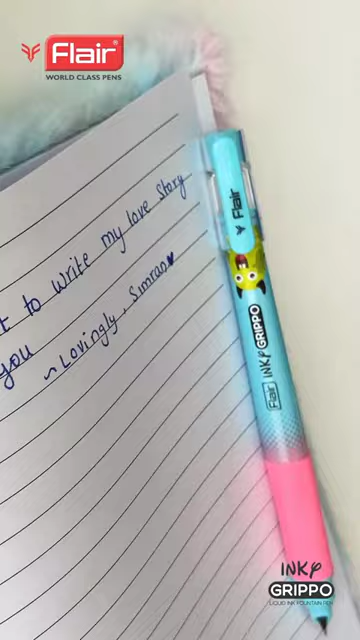 Flair®
WORLD CLASS PENS
t to write my love story
you
~ Lovingly, Simran♥
Flair
Flair INKY GRIPPO
INKY
GRIPPO
LIQUID INK FOUNTAIN PEN